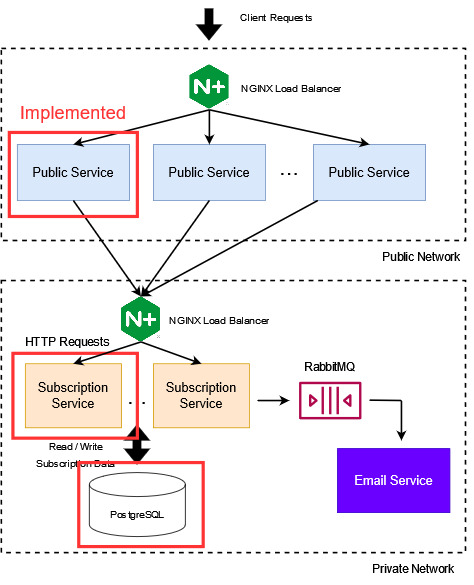 Client Requests
N+
NGINX Load Balancer
Implemented
Public Service
Public Service
...
Public Service
Public Network
N+
NGINX Load Balancer
HTTP Requests
Subscription
Service
...
Subscription
Service
RabbitMQ
Read / Write
Subscription Data
Email Service
PostgreSQL
Private Network